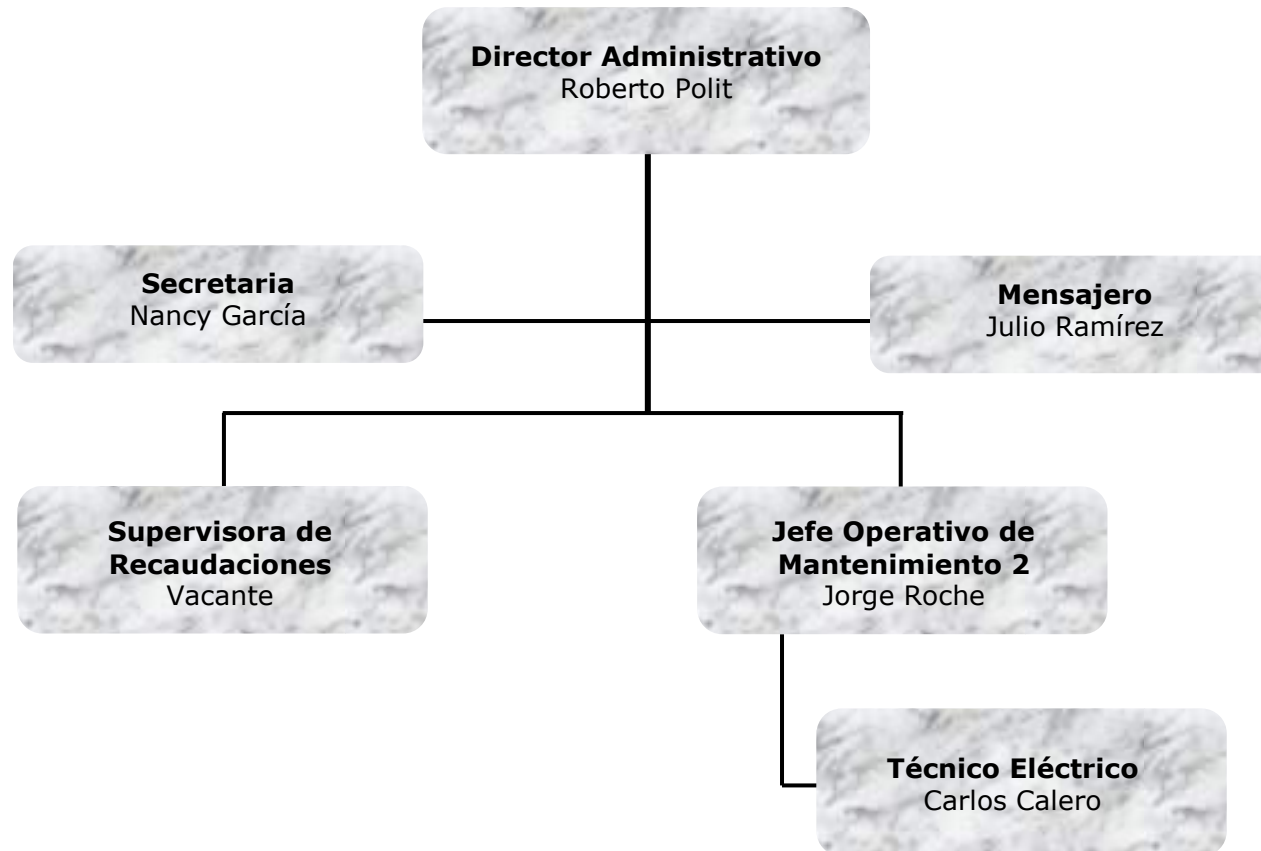 Director Administrativo
Roberto Polit
Secretaria
Nancy García
Mensajero
Julio Ramírez
Supervisora de
Recaudaciones
Vacante
Jefe Operativo de
Mantenimiento 2
Jorge Roche
Técnico Eléctrico
Carlos Calero